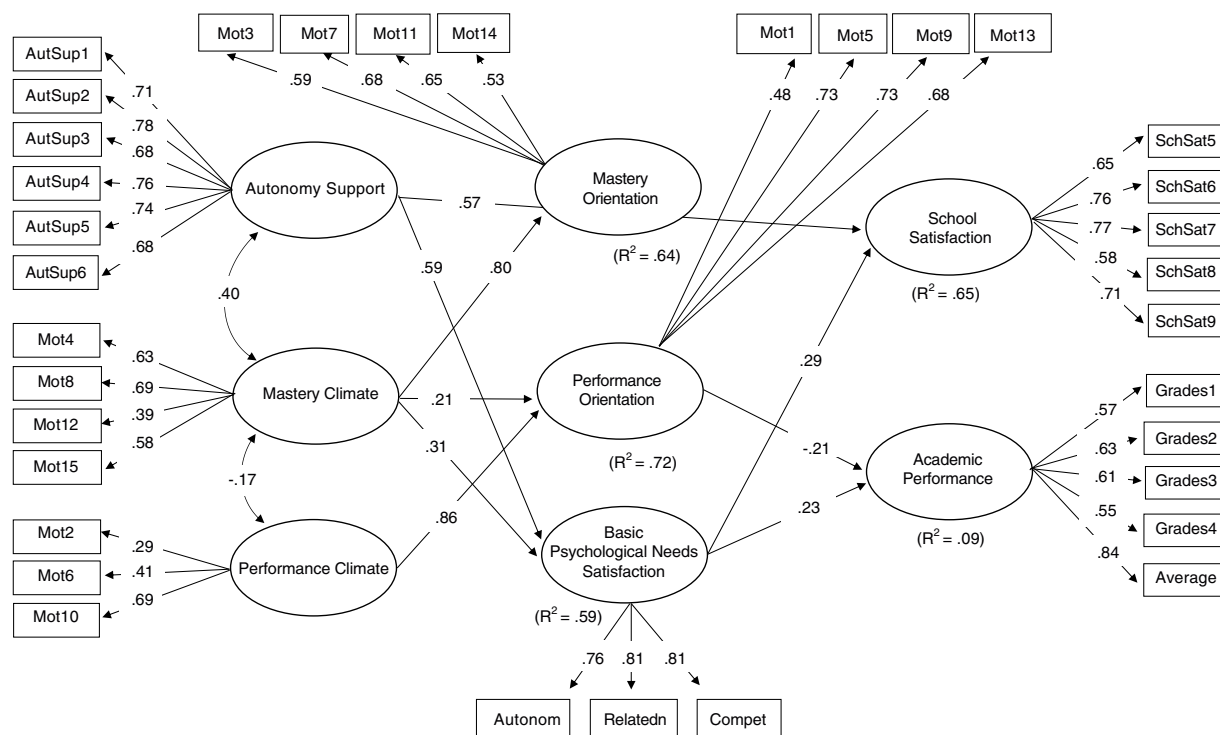 Mot3
Mot7
Mot11
Mot14
Mot1
Mot5
Mot9
Mot13
AutSup1
AutSup2
AutSup3
AutSup4
AutSup5
AutSup6
.71
.78
.68
.76
.74
.68
.59
.68
.65
.53
.48
.73
.73
.68
Autonomy Support
Mastery
Orientation
(R² = .64)
School
Satisfaction
(R² = .65)
.65
.76
.77
.58
.71
SchSat5
SchSat6
SchSat7
SchSat8
SchSat9
.57
.59
.80
.40
.29
Mot4
Mot8
Mot12
Mot15
.63
.69
.39
.58
Mastery Climate
.21
.31
Performance
Orientation
(R² = .72)
-.21
.23
Academic
Performance
(R² = .09)
.57
.63
.61
.55
.84
Grades1
Grades2
Grades3
Grades4
Average
-.17
.86
Mot2
Mot6
Mot10
.29
.41
.69
Performance Climate
Basic
Psychological Needs
Satisfaction
(R² = .59)
.76
.81
.81
Autonom
Relatedn
Compet